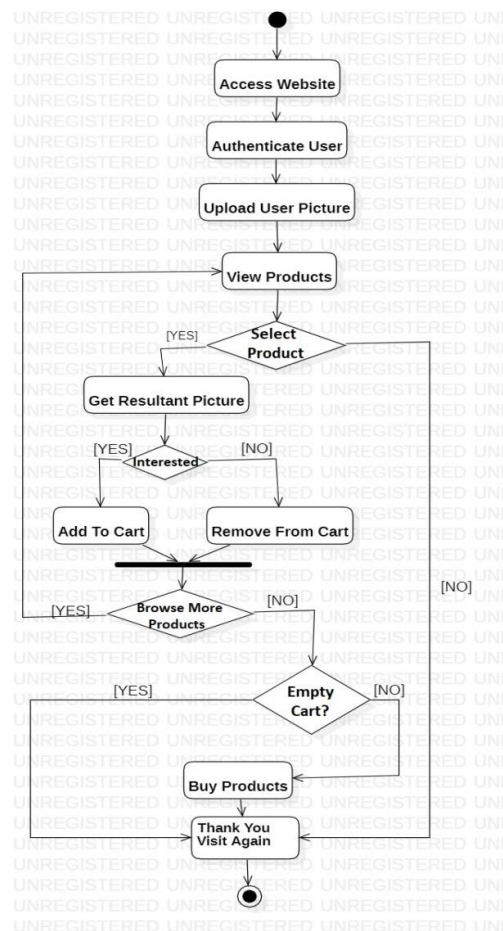 Access Website
Authenticate User
Upload User Picture
View Products
Select
Product
[YES]
Get Resultant Picture
[YES]
Interested
[NO]
Add To Cart
Remove From Cart
[NO]
[YES]
Browse More
Products
[NO]
[YES]
Empty
Cart?
[NO]
Buy Products
Thank You
Visit Again
UNREGISTERED